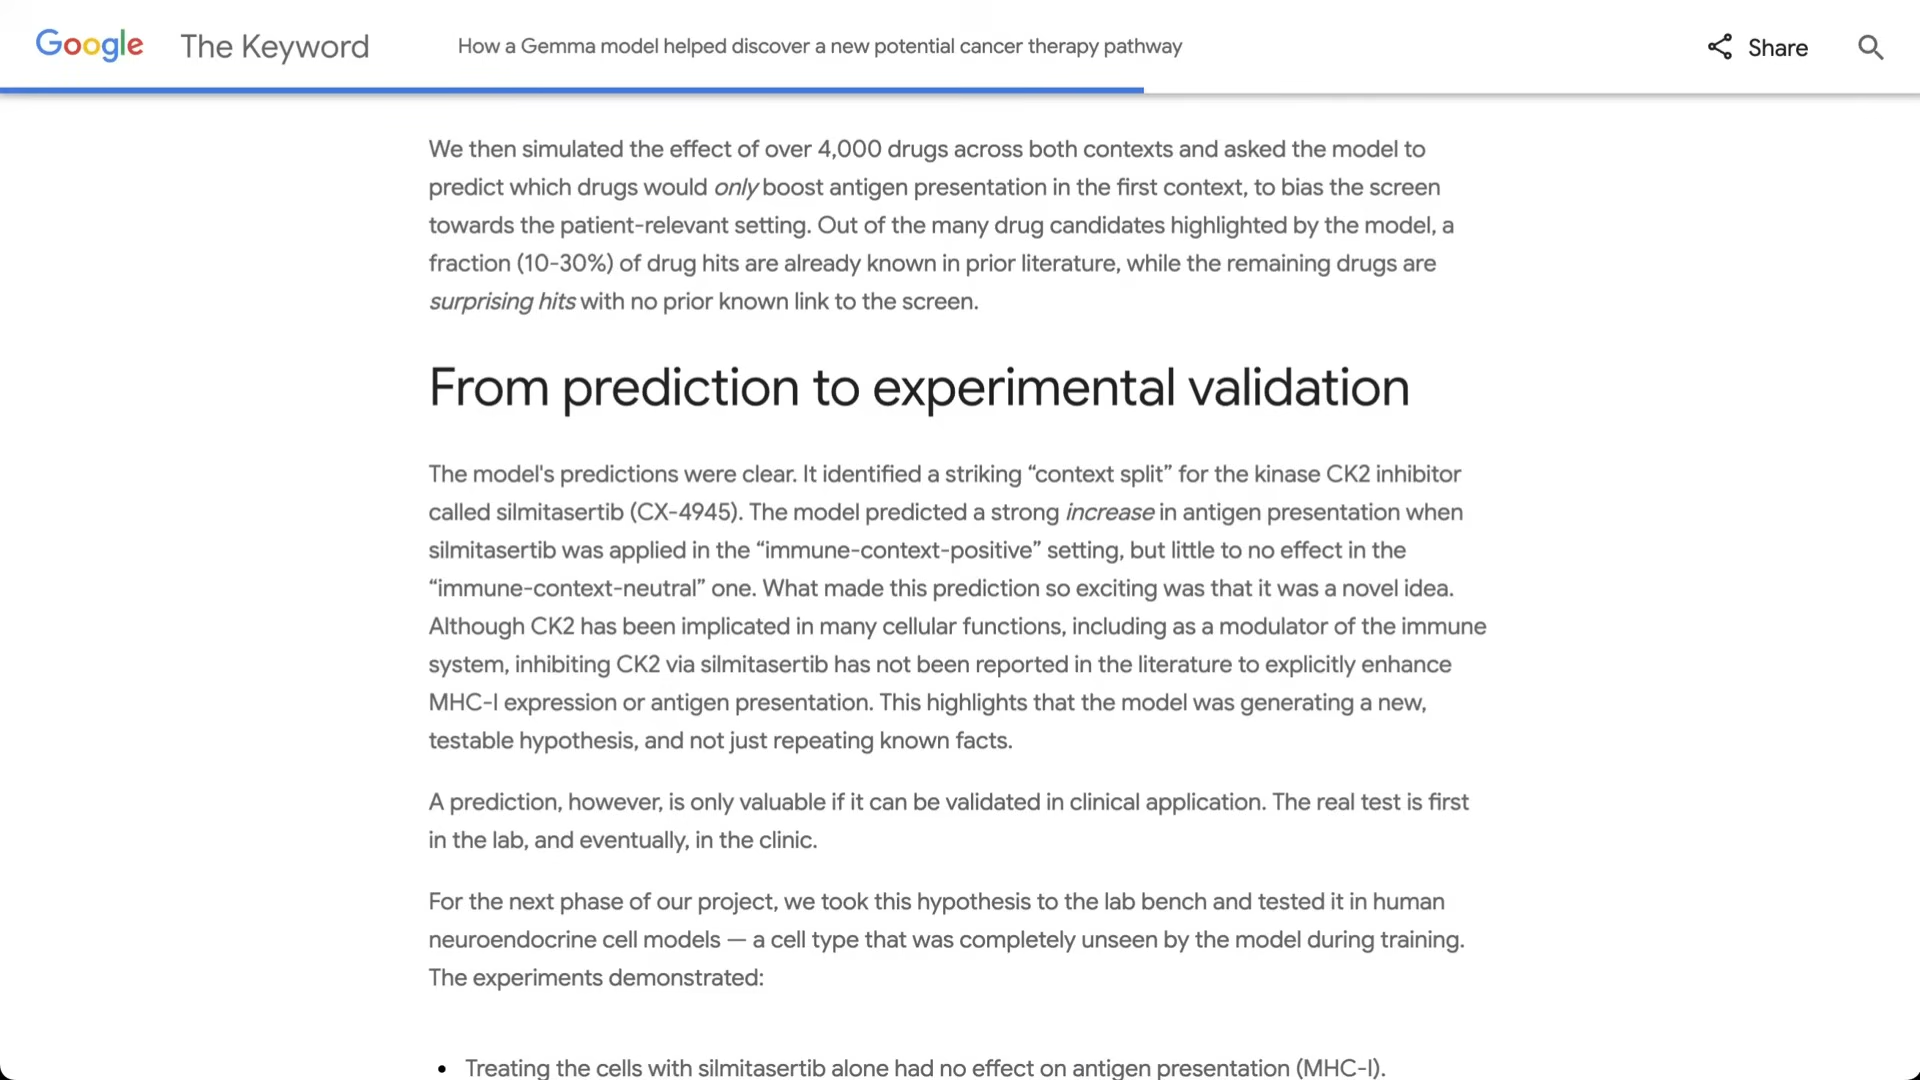 Google The Keyword How a Gemma model helped discover a new potential cancer therapy pathway Share
We then simulated the effect of over 4,000 drugs across both contexts and asked the model to
predict which drugs would only boost antigen presentation in the first context, to bias the screen
towards the patient-relevant setting. Out of the many drug candidates highlighted by the model, a
fraction (10-30%) of drug hits are already known in prior literature, while the remaining drugs are
surprising hits with no prior known link to the screen.
From prediction to experimental validation
The model's predictions were clear. It identified a striking “context split” for the kinase CK2 inhibitor
called silmitasertib (CX-4945). The model predicted a strong increase in antigen presentation when
silmitasertib was applied in the “immune-context-positive” setting, but little to no effect in the
“immune-context-neutral” one. What made this prediction so exciting was that it was a novel idea.
Although CK2 has been implicated in many cellular functions, including as a modulator of the immune
system, inhibiting CK2 via silmitasertib has not been reported in the literature to explicitly enhance
MHC-I expression or antigen presentation. This highlights that the model was generating a new,
testable hypothesis, and not just repeating known facts.
A prediction, however, is only valuable if it can be validated in clinical application. The real test is first
in the lab, and eventually, in the clinic.
For the next phase of our project, we took this hypothesis to the lab bench and tested it in human
neuroendocrine cell models — a cell type that was completely unseen by the model during training.
The experiments demonstrated:
• Treating the cells with silmitasertib alone had no effect on antigen presentation (MHC-I).